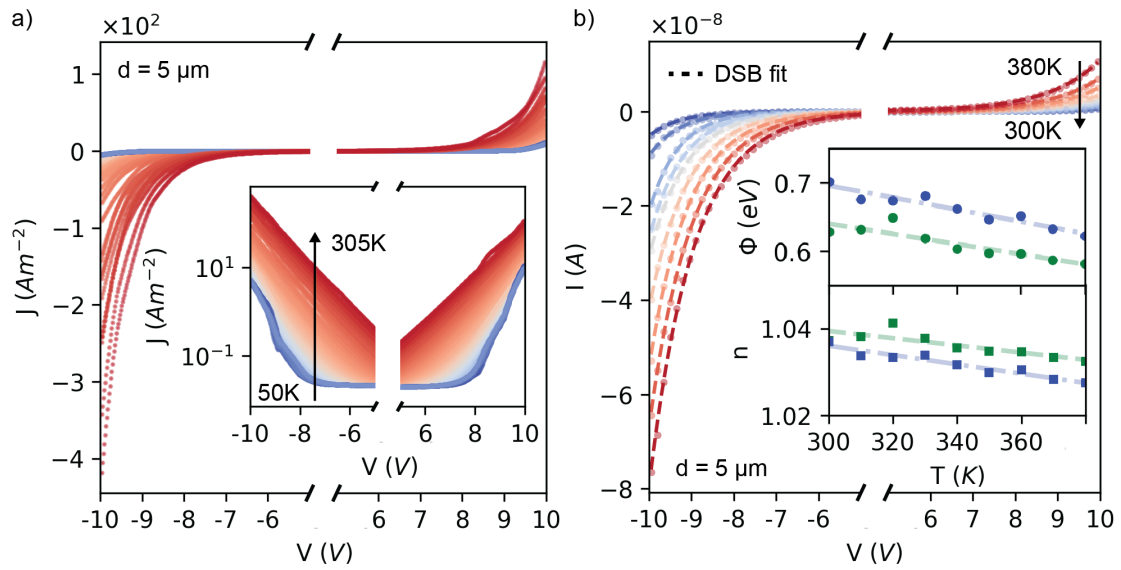 a)
×10²
d = 5 μm
1
0
−1
−2
−3
−4
J (Am⁻²)
-10 -9 -8 -7 -6 6 7 8 9 10
V (V)
305K
50K
10¹
10⁻¹
J (Am⁻²)
-10 -8 -6 6 8 10
V (V)
b)
×10⁻⁸
DSB fit
380K
300K
0
−2
−4
−6
−8
I (A)
d = 5 μm
-10 -9 -8 -7 -6 6 7 8 9 10
V (V)
0.7
0.6
Φ (eV)
1.04
1.02
n
300 320 340 360
T (K)